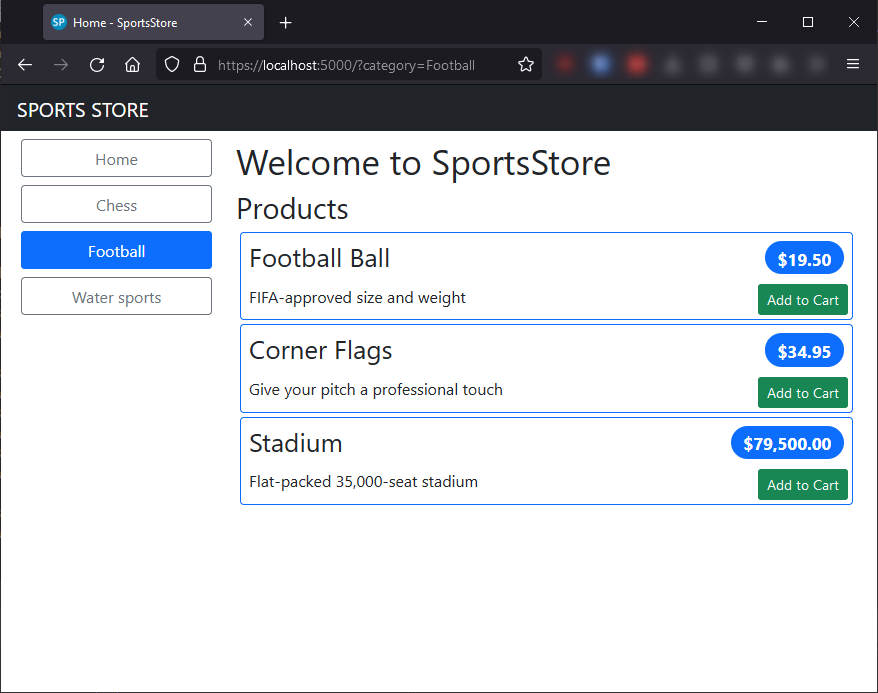 SP Home - SportsStore
https://localhost:5000/?category=Football
SPORTS STORE
Home
Chess
Football
Water sports
Welcome to SportsStore
Products
Football Ball
$19.50
FIFA-approved size and weight
Add to Cart
Corner Flags
$34.95
Give your pitch a professional touch
Add to Cart
Stadium
$79,500.00
Flat-packed 35,000-seat stadium
Add to Cart